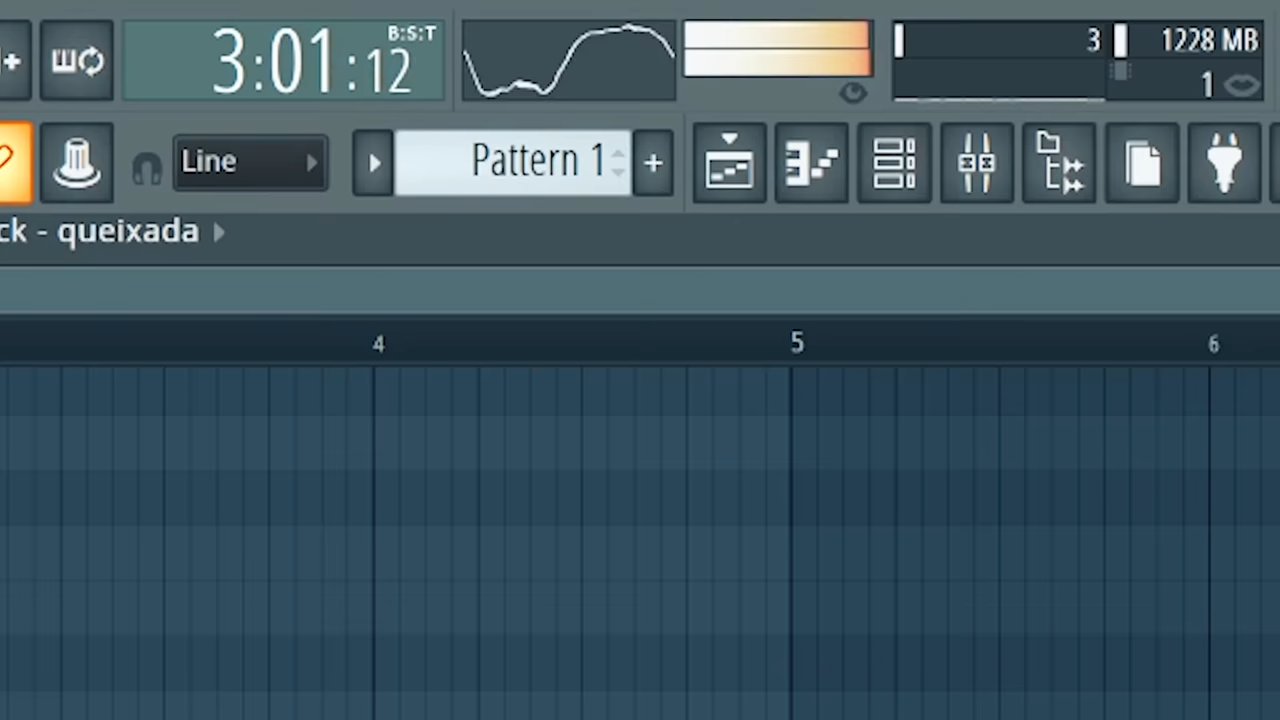 3:01:12
B:S:T
3
1228 MB
1
Line
Pattern 1
ck - queixada
4 5 6